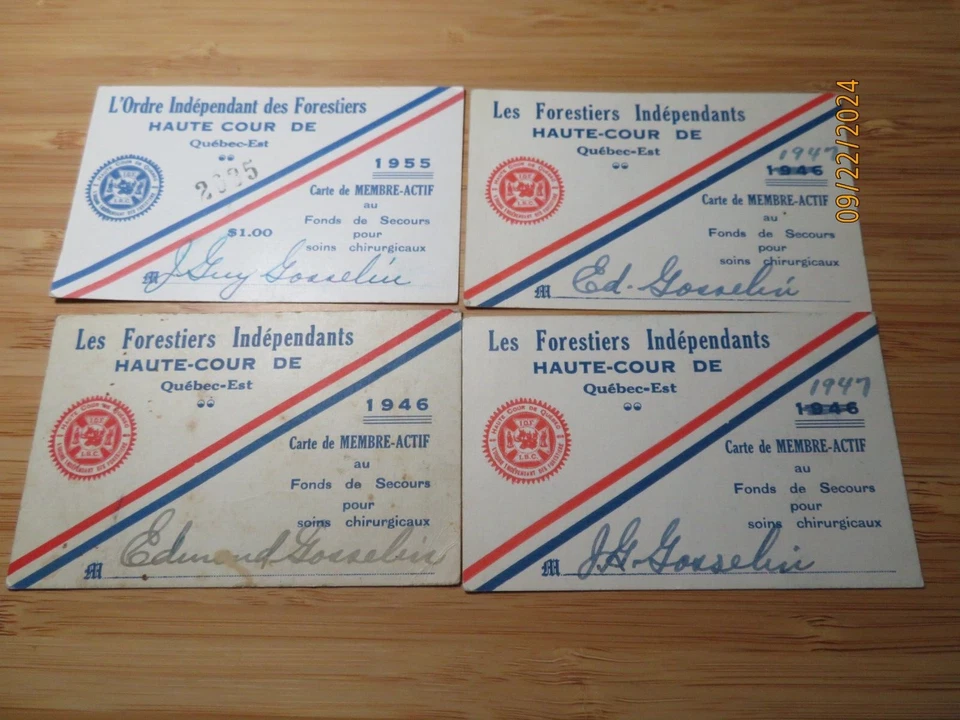 L'Ordre Indépendant des Forestiers
HAUTE COUR DE
Québec-Est
1955
Carte de MEMBRE-ACTIF
au
Fonds de Secours
pour
$1.00
soins chirurgicaux
M J. Guy Gosselin
Les Forestiers Indépendants
HAUTE-COUR DE
Québec-Est
1947
1946
Carte de MEMBRE-ACTIF
au
Fonds de Secours
pour
soins chirurgicaux
M Ed. Gosselin
Les Forestiers Indépendants
HAUTE-COUR DE
Québec-Est
1946
Carte de MEMBRE-ACTIF
au
Fonds de Secours
pour
soins chirurgicaux
M Edmond Gosselin
Les Forestiers Indépendants
HAUTE-COUR DE
Québec-Est
1947
1946
Carte de MEMBRE-ACTIF
au
Fonds de Secours
pour
soins chirurgicaux
M J.G. Gosselin
09/22/2024